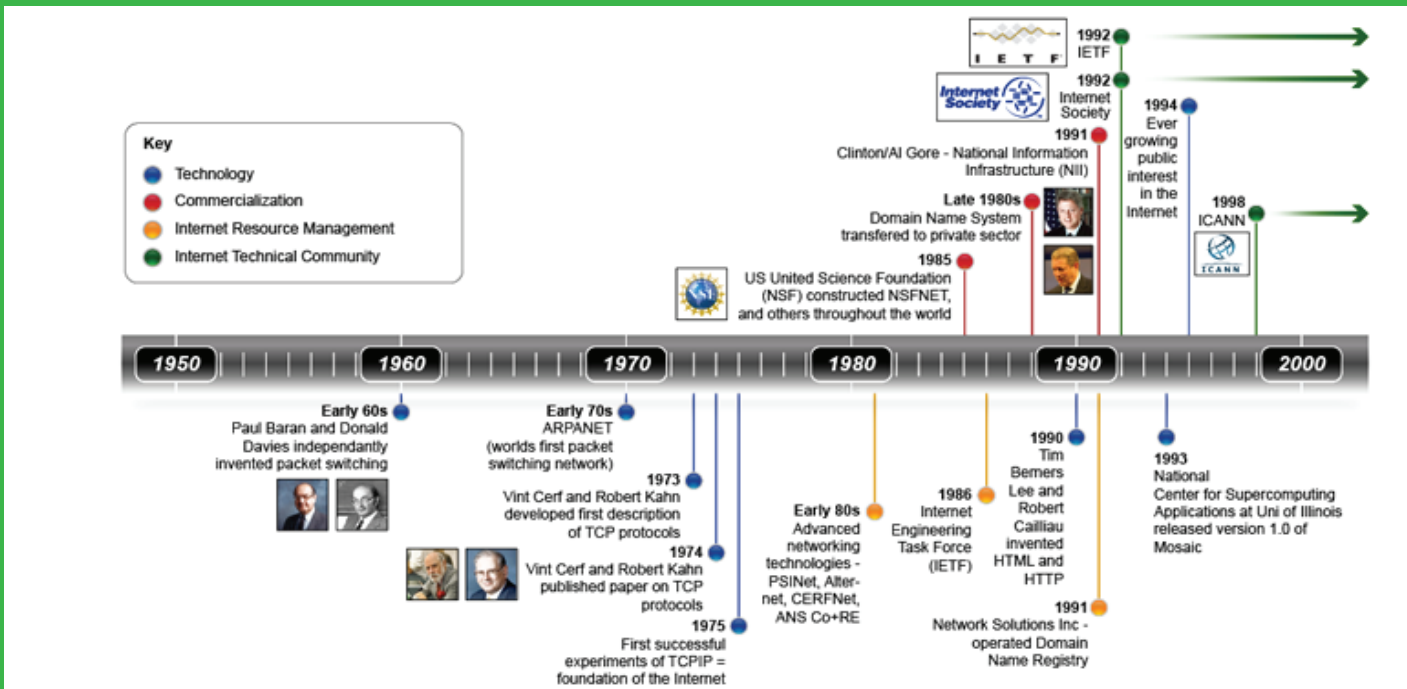 I E T F
1992
IETF
Internet
Society
1992
Internet
Society
1994
Ever
growing
public
interest
in the
Internet
1991
Clinton/Al Gore - National Information
Infrastructure (NII)
Key
Technology
Commercialization
Internet Resource Management
Internet Technical Community
Late 1980s
Domain Name System
transfered to private sector
1998
ICANN
ICANN
1985
US United Science Foundation
(NSF) constructed NSFNET,
and others throughout the world
NSF
1950
1960
1970
1980
1990
2000
Early 60s
Paul Baran and Donald
Davies independantly
invented packet switching
Early 70s
ARPANET
(worlds first packet
switching network)
1973
Vint Cerf and Robert Kahn
developed first description
of TCP protocols
1974
Vint Cerf and Robert Kahn
published paper on TCP
protocols
1975
First successful
experiments of TCPIP =
foundation of the Internet
Early 80s
Advanced
networking
technologies -
PSINet, Alter-
net, CERFNet,
ANS Co+RE
1986
Internet
Engineering
Task Force
(IETF)
1990
Tim
Berners
Lee and
Robert
Cailliau
invented
HTML and
HTTP
1991
Network Solutions Inc -
operated Domain
Name Registry
1993
National
Center for Supercomputing
Applications at Uni of Illinois
released version 1.0 of
Mosaic